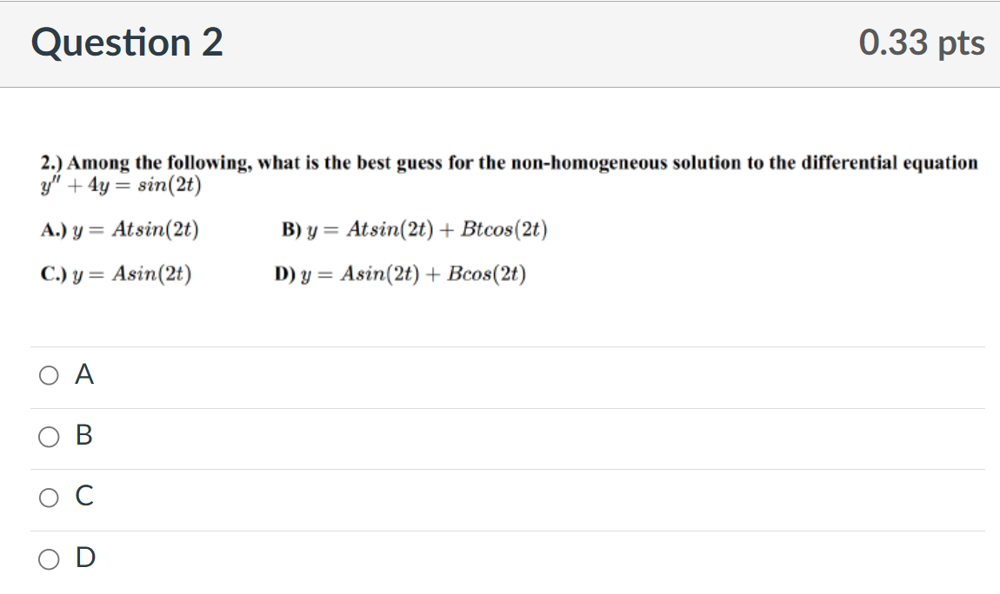 Question 2 0.33 pts
2.) Among the following, what is the best guess for the non-homogeneous solution to the differential equation
y″ + 4y = sin(2t)
A.) y = Atsin(2t) B) y = Atsin(2t) + Btcos(2t)
C.) y = Asin(2t) D) y = Asin(2t) + Bcos(2t)
A
B
C
D